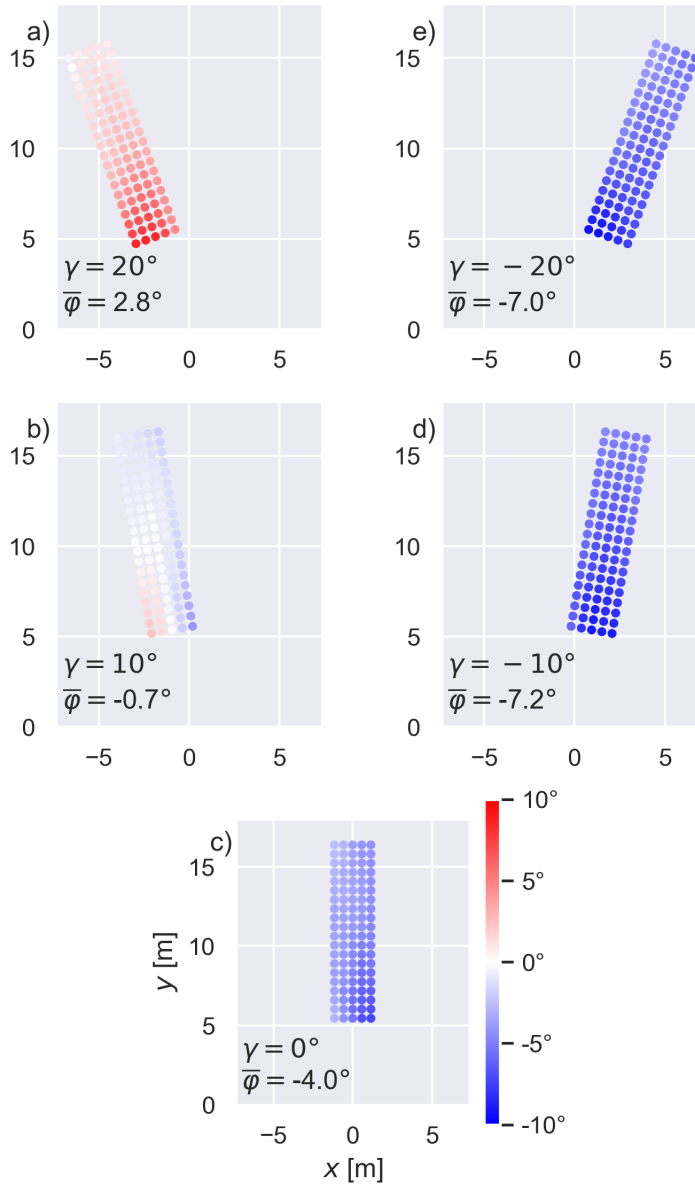 a)
15
10
5
0
γ = 20°
φ̅ = 2.8°
−5 0 5
e)
15
10
5
0
γ = − 20°
φ̅ = -7.0°
−5 0 5
b)
15
10
5
0
γ = 10°
φ̅ = -0.7°
−5 0 5
d)
15
10
5
0
γ = − 10°
φ̅ = -7.2°
−5 0 5
c)
15
10
5
0
y [m]
γ = 0°
φ̅ = -4.0°
−5 0 5
x [m]
10°
5°
0°
-5°
-10°